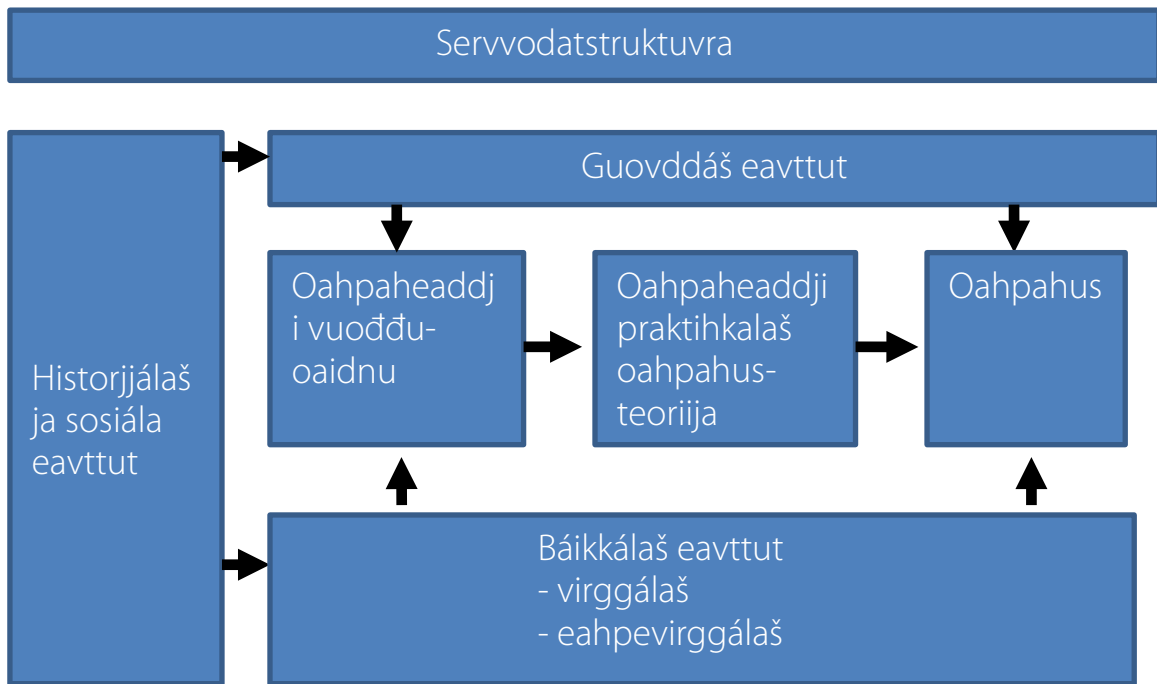 Servvodatstruktuvra
Guovddáš eavttut
Historjjálaš
ja sosiála
eavttut
Oahpaheaddj
i vuođđu-
oaidnu
Oahpaheaddji
praktihkalaš
oahpahus-
teoriija
Oahpahus
Báikkálaš eavttut
- virggálaš
- eahpevirggálaš